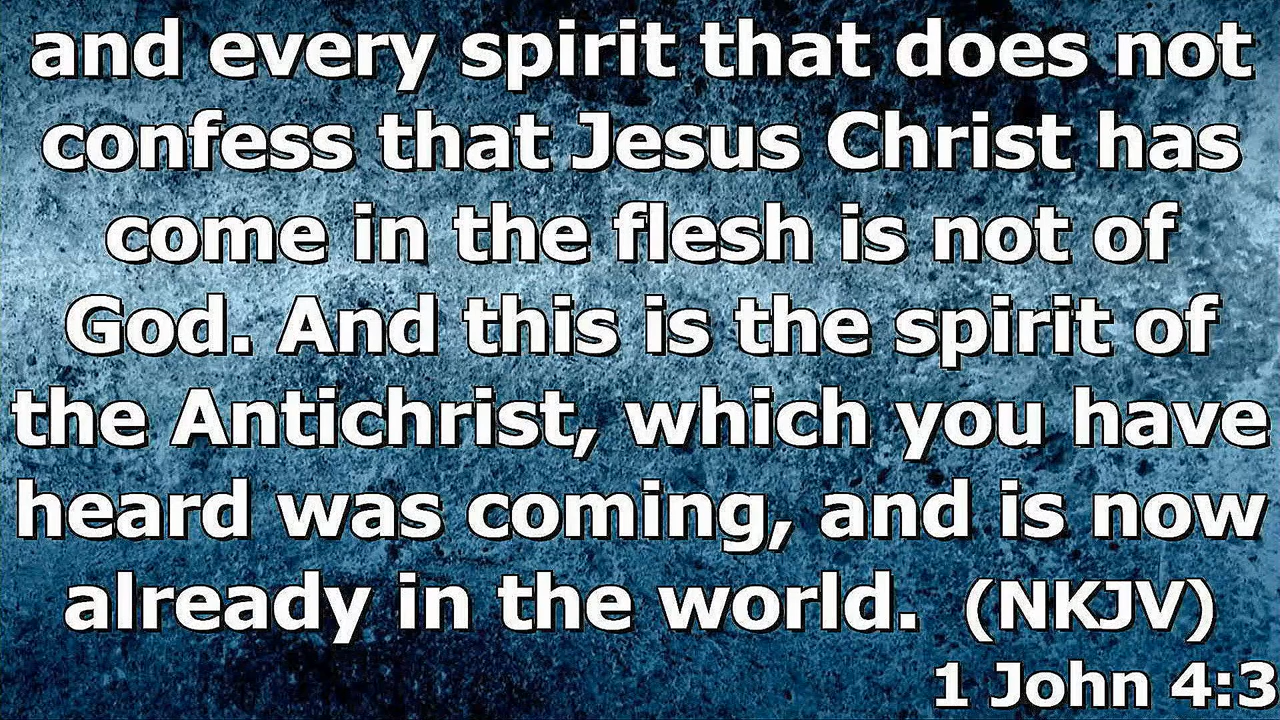 and every spirit that does not
confess that Jesus Christ has
come in the flesh is not of
God. And this is the spirit of
the Antichrist, which you have
heard was coming, and is now
already in the world. (NKJV)
1 John 4:3